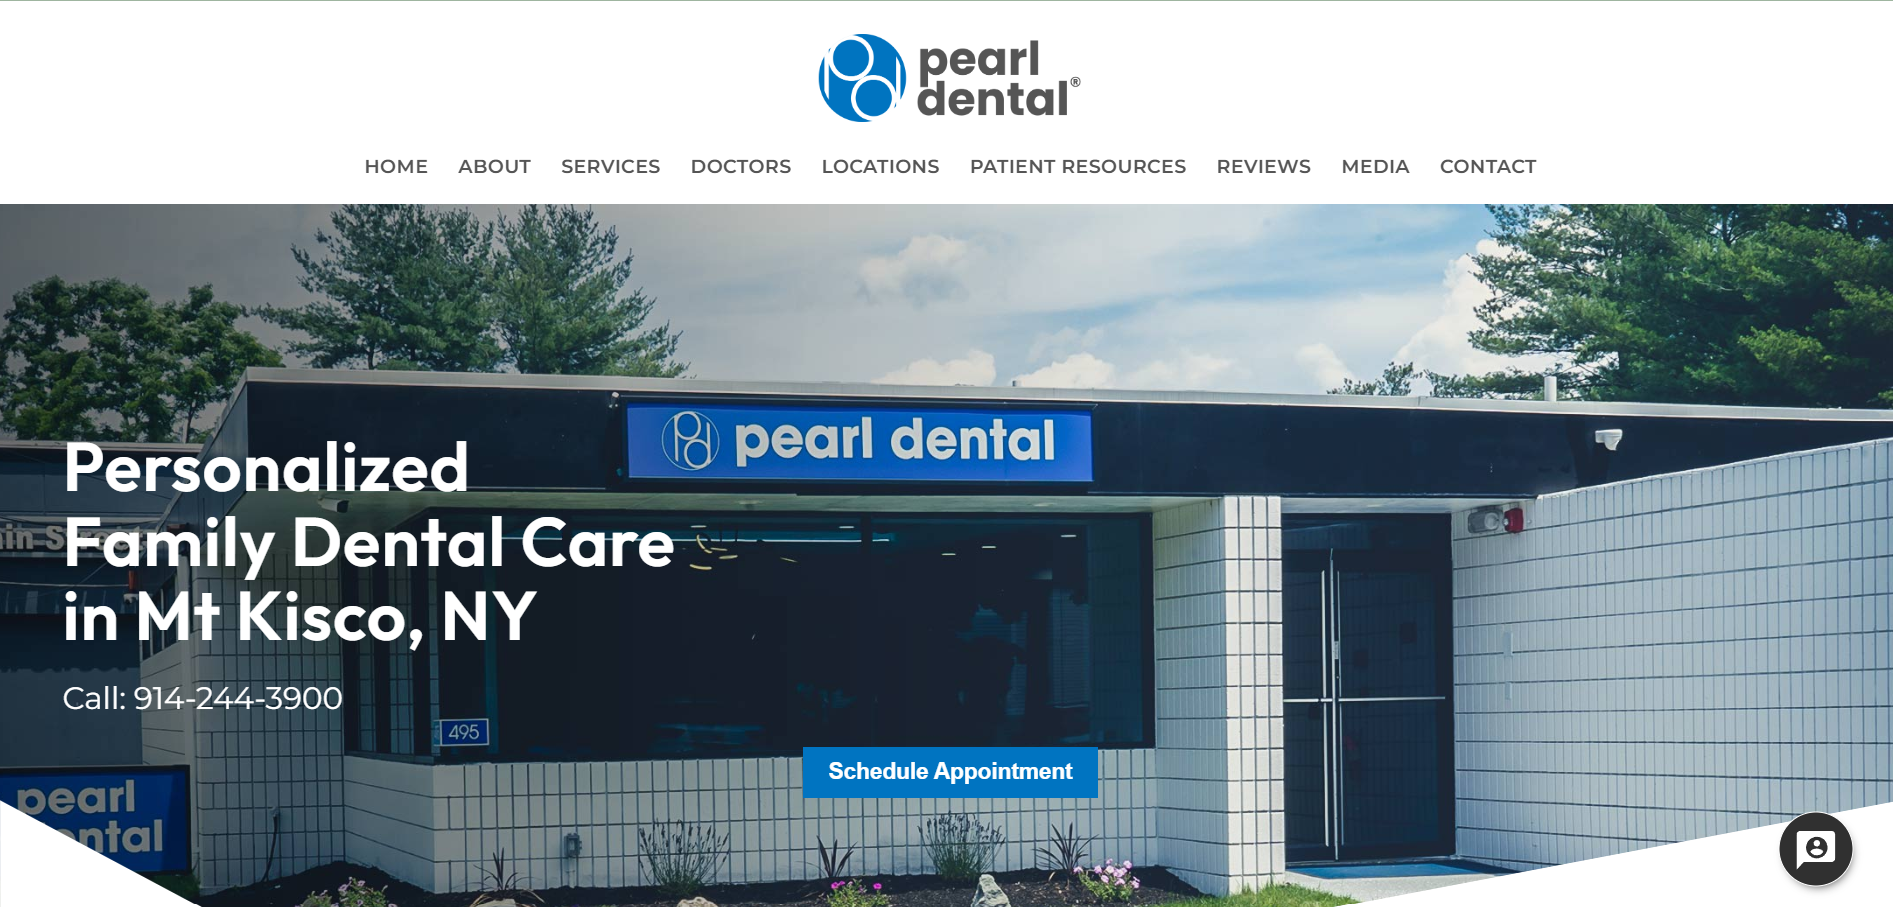 pearl
dental®
HOME ABOUT SERVICES DOCTORS LOCATIONS PATIENT RESOURCES REVIEWS MEDIA CONTACT
pearl dental
Personalized
Family Dental Care
in Mt Kisco, NY
Call: 914-244-3900
495
Schedule Appointment
pearl
dental